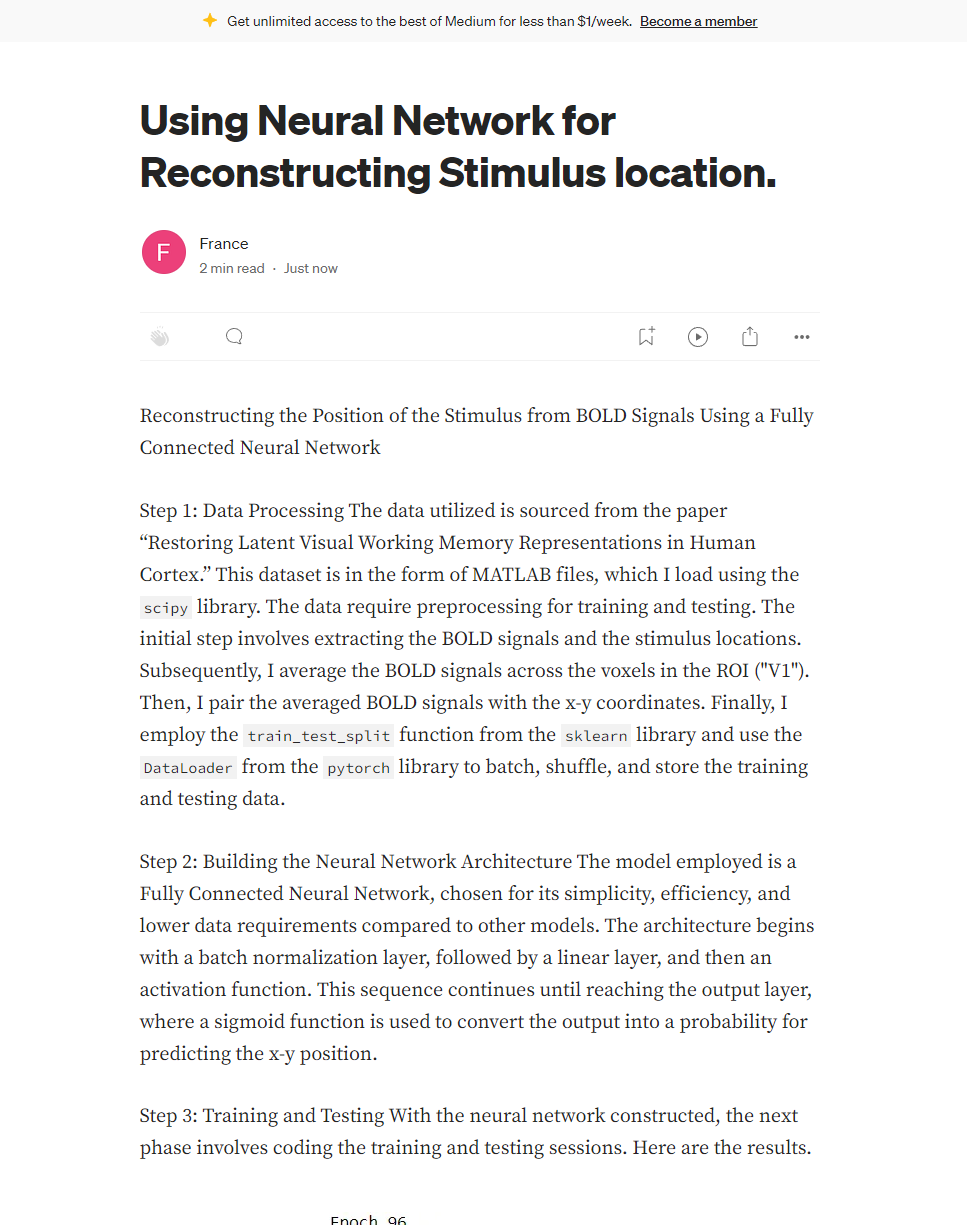 Get unlimited access to the best of Medium for less than $1/week. Become a member
Using Neural Network for
Reconstructing Stimulus location.
F
France
2 min read · Just now
Reconstructing the Position of the Stimulus from BOLD Signals Using a Fully
Connected Neural Network
Step 1: Data Processing The data utilized is sourced from the paper
“Restoring Latent Visual Working Memory Representations in Human
Cortex.” This dataset is in the form of MATLAB files, which I load using the
scipy library. The data require preprocessing for training and testing. The
initial step involves extracting the BOLD signals and the stimulus locations.
Subsequently, I average the BOLD signals across the voxels in the ROI ("V1").
Then, I pair the averaged BOLD signals with the x-y coordinates. Finally, I
employ the train_test_split function from the sklearn library and use the
DataLoader from the pytorch library to batch, shuffle, and store the training
and testing data.
Step 2: Building the Neural Network Architecture The model employed is a
Fully Connected Neural Network, chosen for its simplicity, efficiency, and
lower data requirements compared to other models. The architecture begins
with a batch normalization layer, followed by a linear layer, and then an
activation function. This sequence continues until reaching the output layer,
where a sigmoid function is used to convert the output into a probability for
predicting the x-y position.
Step 3: Training and Testing With the neural network constructed, the next
phase involves coding the training and testing sessions. Here are the results.
Epoch 96